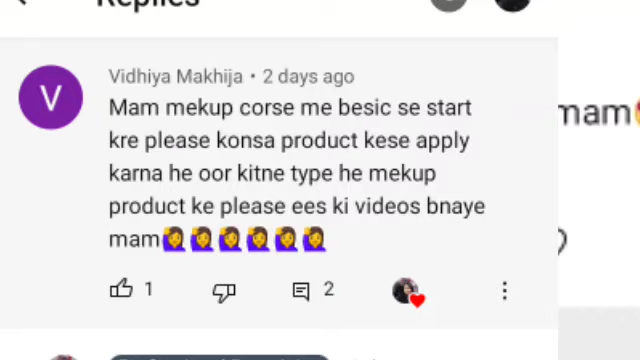 Replies
V
Vidhiya Makhija • 2 days ago
Mam mekup corse me besic se start
kre please konsa product kese apply
karna he oor kitne type he mekup
product ke please ees ki videos bnaye
mam🙋‍♀️🙋‍♀️🙋‍♀️🙋‍♀️🙋‍♀️🙋‍♀️
1
2
mam